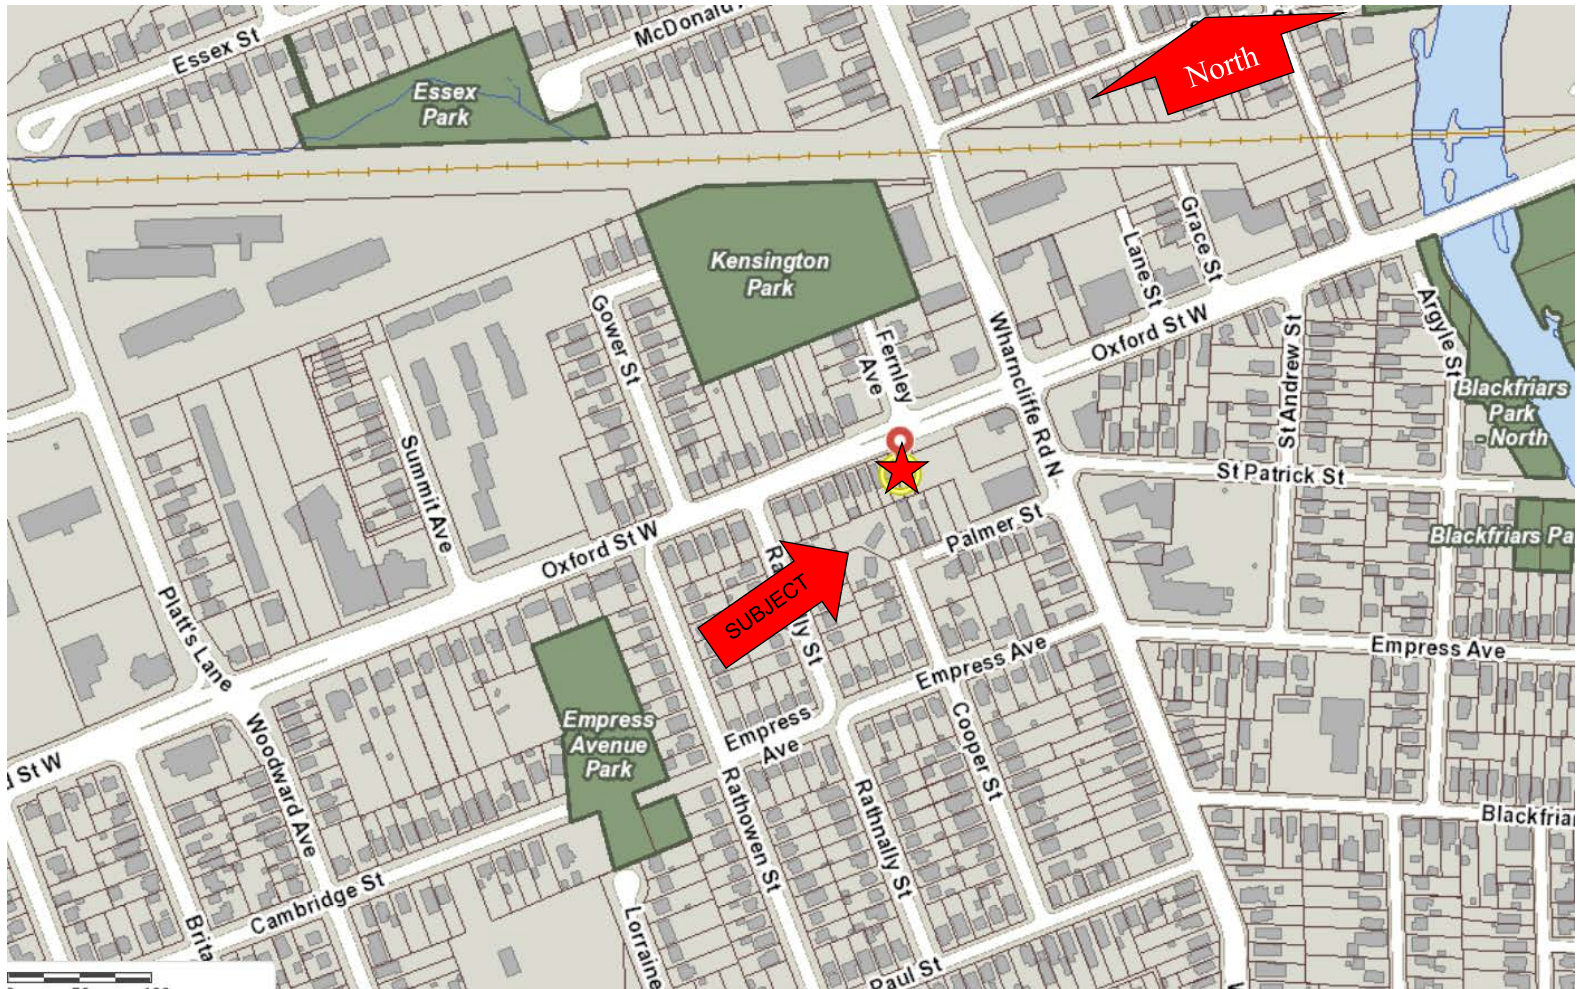 Essex St
McDonald
North
Essex
Park
Kensington
Park
Grace St
Lane St
Gower St
Fernley
Ave
Wharncliffe Rd N
Oxford St W
Argyle St
St Andrew St
Blackfriars
Park
- North
Summit Ave
St Patrick St
Oxford St W
Palmer St
Blackfriars Pa
SUBJECT
Platt's Lane
Empress Ave
Empress Ave
Empress
Avenue
Park
Empress
Ave
Cooper St
St W
Woodward Ave
Rathowen St
Rathnally St
Blackfriar
Cambridge St
Brita
Lorraine
Paul St